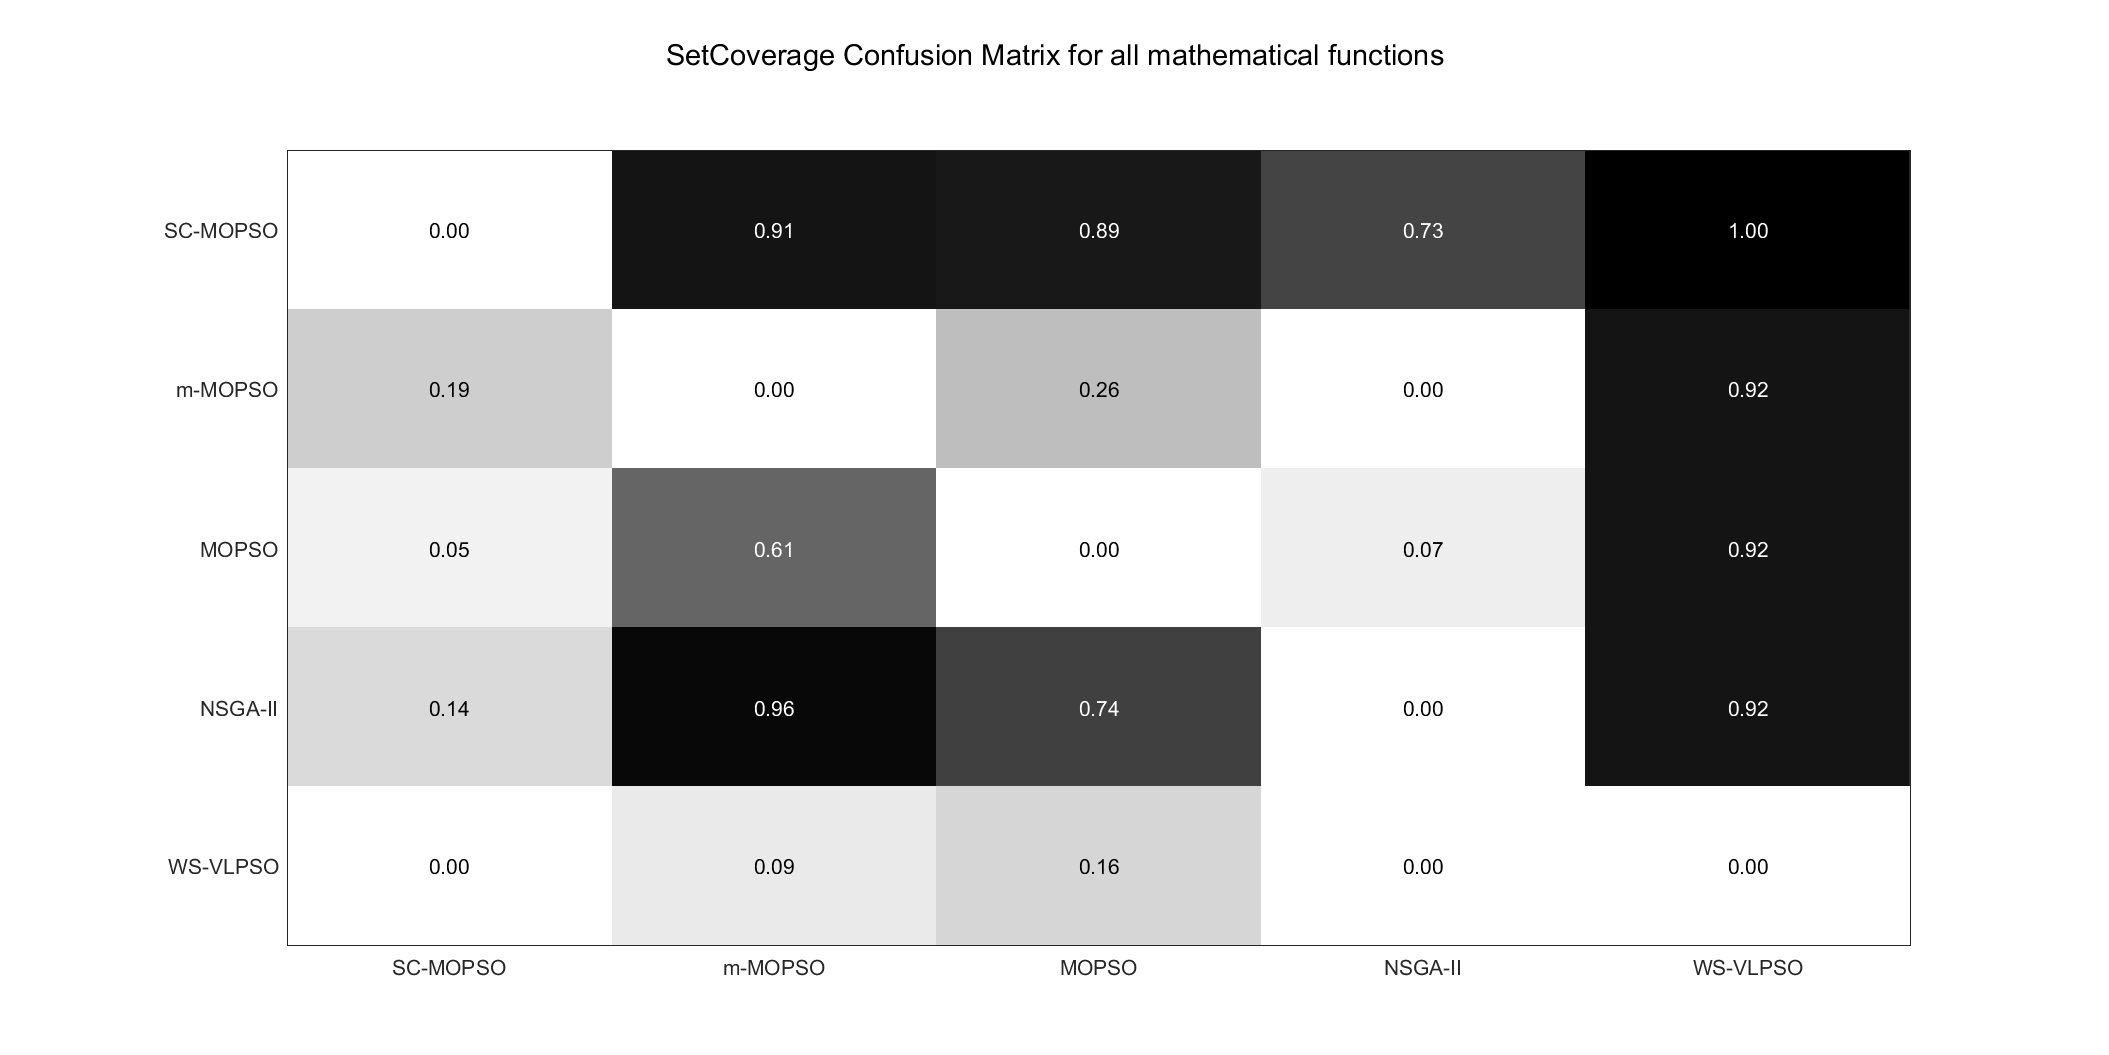 SetCoverage Confusion Matrix for all mathematical functions
SC-MOPSO 0.00 0.91 0.89 0.73 1.00
m-MOPSO 0.19 0.00 0.26 0.00 0.92
MOPSO 0.05 0.61 0.00 0.07 0.92
NSGA-II 0.14 0.96 0.74 0.00 0.92
WS-VLPSO 0.00 0.09 0.16 0.00 0.00
SC-MOPSO m-MOPSO MOPSO NSGA-II WS-VLPSO